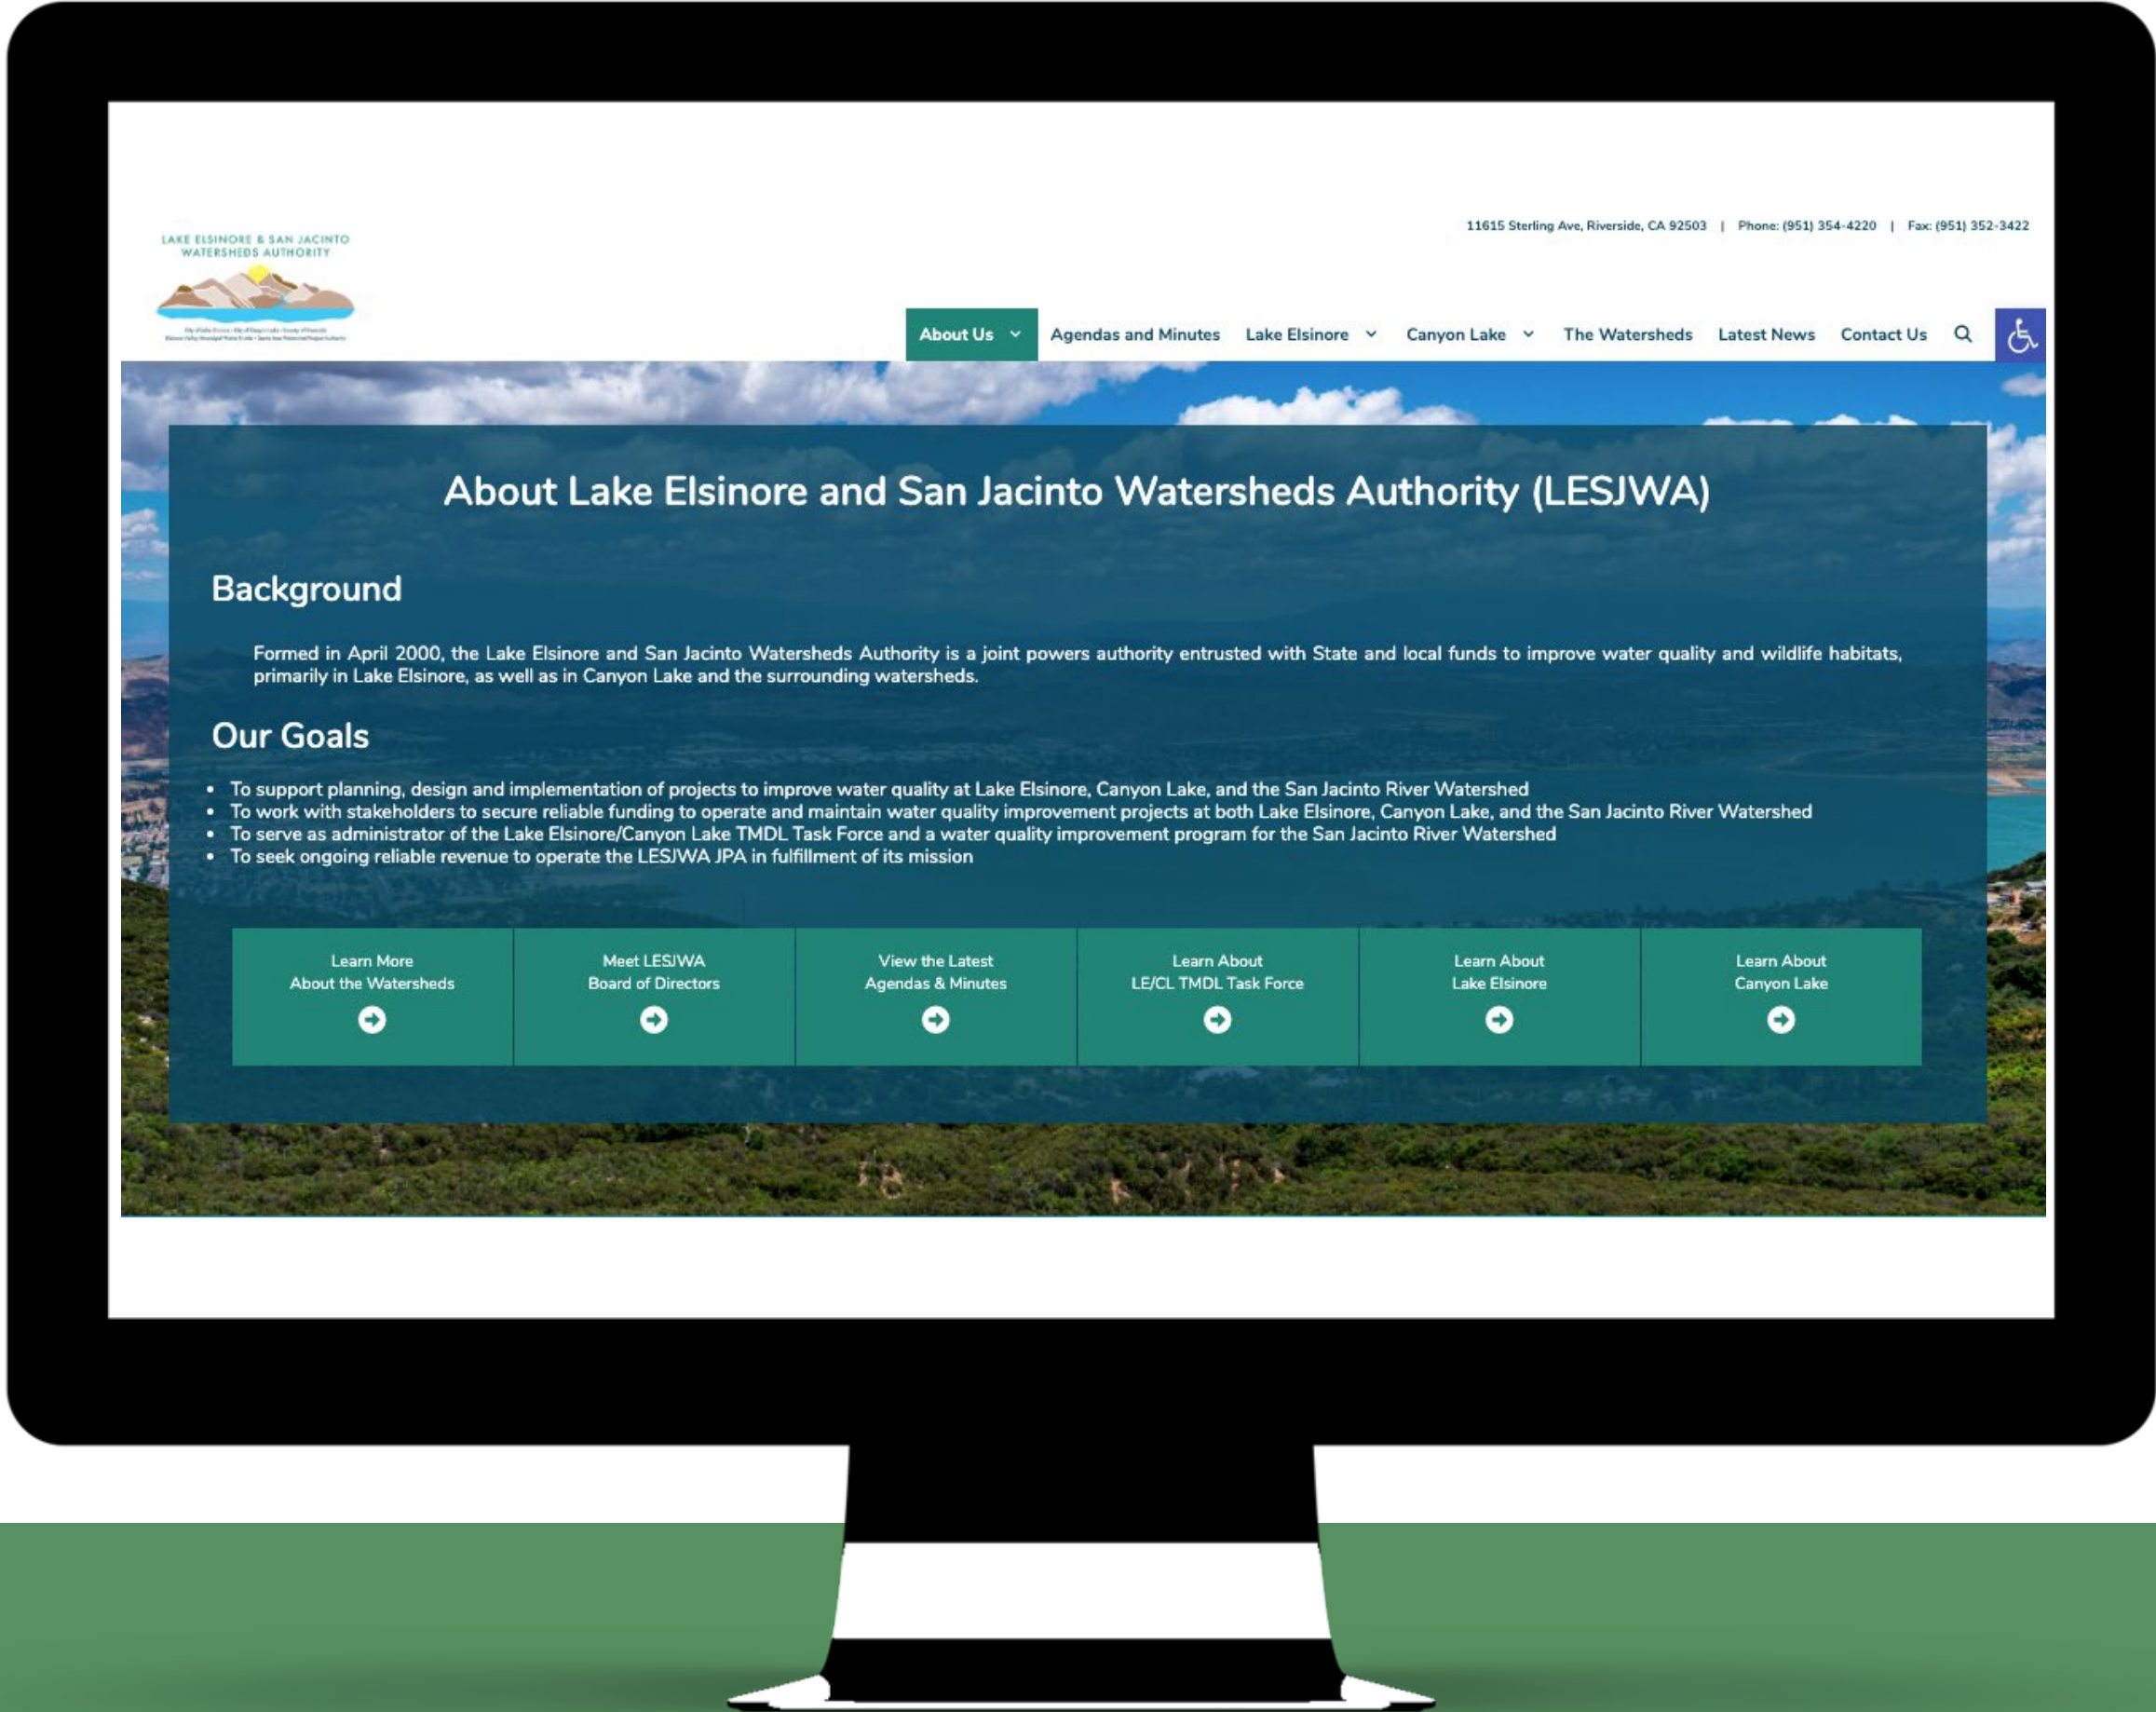 11615 Sterling Ave, Riverside, CA 92503 | Phone: (951) 354-4220 | Fax: (951) 352-3422
LAKE ELSINORE & SAN JACINTO
WATERSHEDS AUTHORITY
About Us Agendas and Minutes Lake Elsinore Canyon Lake The Watersheds Latest News Contact Us
About Lake Elsinore and San Jacinto Watersheds Authority (LESJWA)
Background
Formed in April 2000, the Lake Elsinore and San Jacinto Watersheds Authority is a joint powers authority entrusted with State and local funds to improve water quality and wildlife habitats,
primarily in Lake Elsinore, as well as in Canyon Lake and the surrounding watersheds.
Our Goals
• To support planning, design and implementation of projects to improve water quality at Lake Elsinore, Canyon Lake, and the San Jacinto River Watershed
• To work with stakeholders to secure reliable funding to operate and maintain water quality improvement projects at both Lake Elsinore, Canyon Lake, and the San Jacinto River Watershed
• To serve as administrator of the Lake Elsinore/Canyon Lake TMDL Task Force and a water quality improvement program for the San Jacinto River Watershed
• To seek ongoing reliable revenue to operate the LESJWA JPA in fulfillment of its mission
Learn More
About the Watersheds
Meet LESJWA
Board of Directors
View the Latest
Agendas & Minutes
Learn About
LE/CL TMDL Task Force
Learn About
Lake Elsinore
Learn About
Canyon Lake